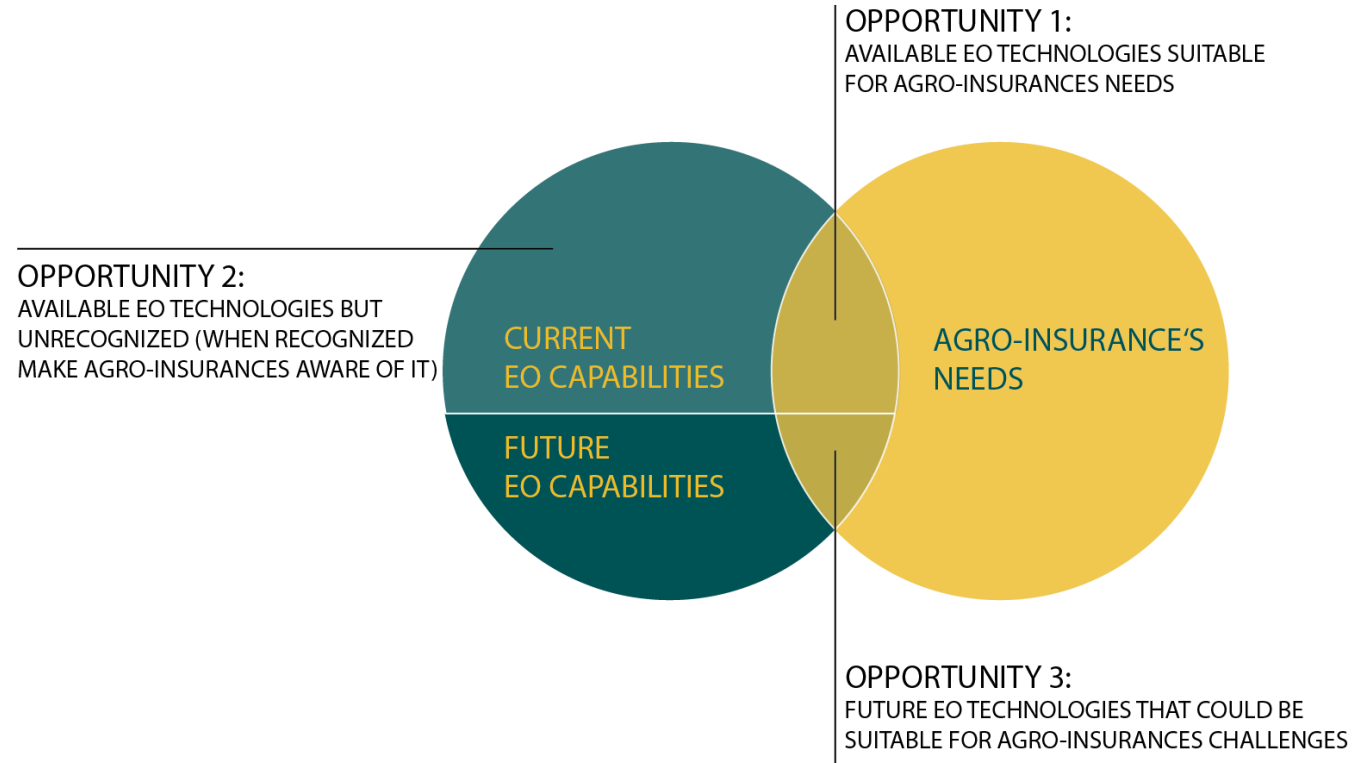 OPPORTUNITY 1:
AVAILABLE EO TECHNOLOGIES SUITABLE
FOR AGRO-INSURANCES NEEDS
OPPORTUNITY 2:
AVAILABLE EO TECHNOLOGIES BUT
UNRECOGNIZED (WHEN RECOGNIZED
MAKE AGRO-INSURANCES AWARE OF IT)
CURRENT
EO CAPABILITIES
FUTURE
EO CAPABILITIES
AGRO-INSURANCE‘S
NEEDS
OPPORTUNITY 3:
FUTURE EO TECHNOLOGIES THAT COULD BE
SUITABLE FOR AGRO-INSURANCES CHALLENGES